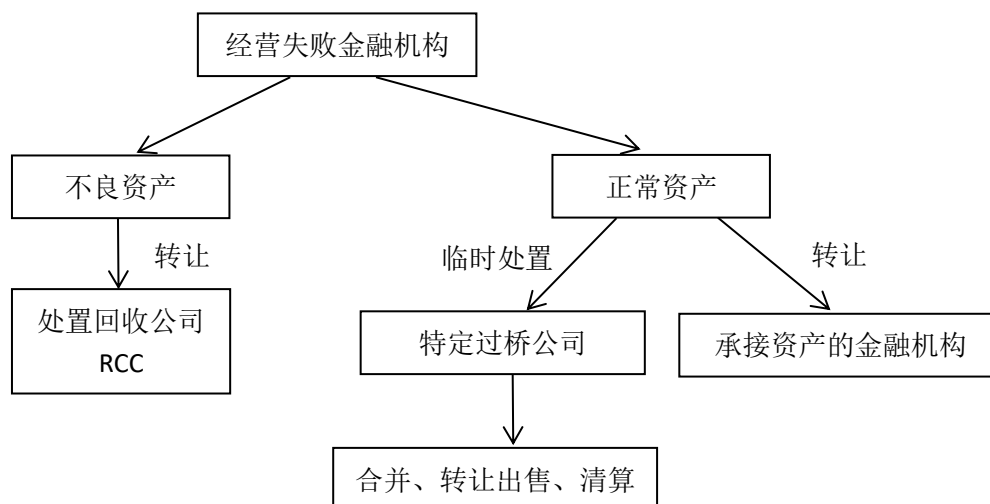 经营失败金融机构
不良资产
正常资产
转让
临时处置
转让
处置回收公司
RCC
特定过桥公司
承接资产的金融机构
合并、转让出售、清算